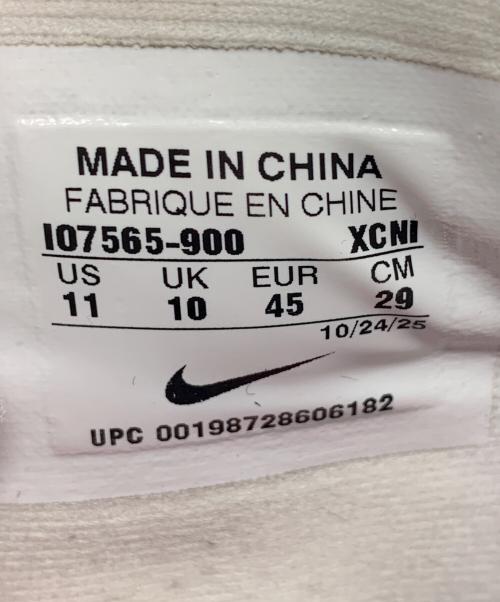 MADE IN CHINA
FABRIQUE EN CHINE
IO7565-900 XCNI
US UK EUR CM
11 10 45 29
10/24/25
UPC 00198728606182